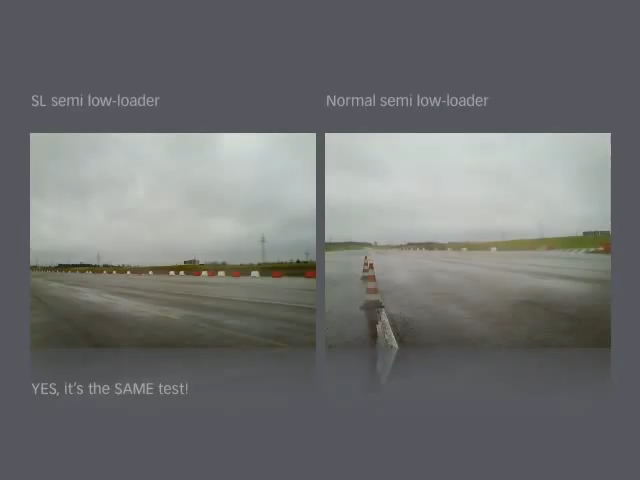 SL semi low-loader
Normal semi low-loader
YES, it's the SAME test!